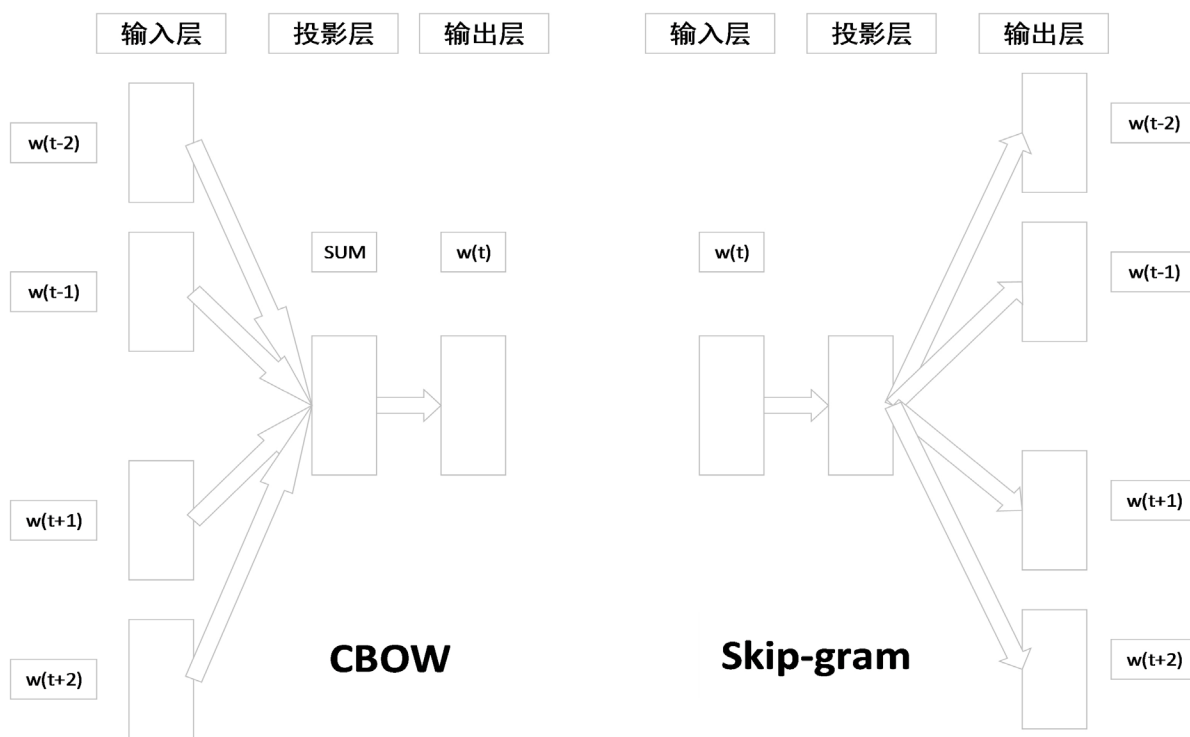 输入层
投影层
输出层
w(t-2)
w(t-1)
SUM
w(t)
w(t+1)
w(t+2)
CBOW
输入层
投影层
输出层
w(t)
w(t-2)
w(t-1)
w(t+1)
w(t+2)
Skip-gram